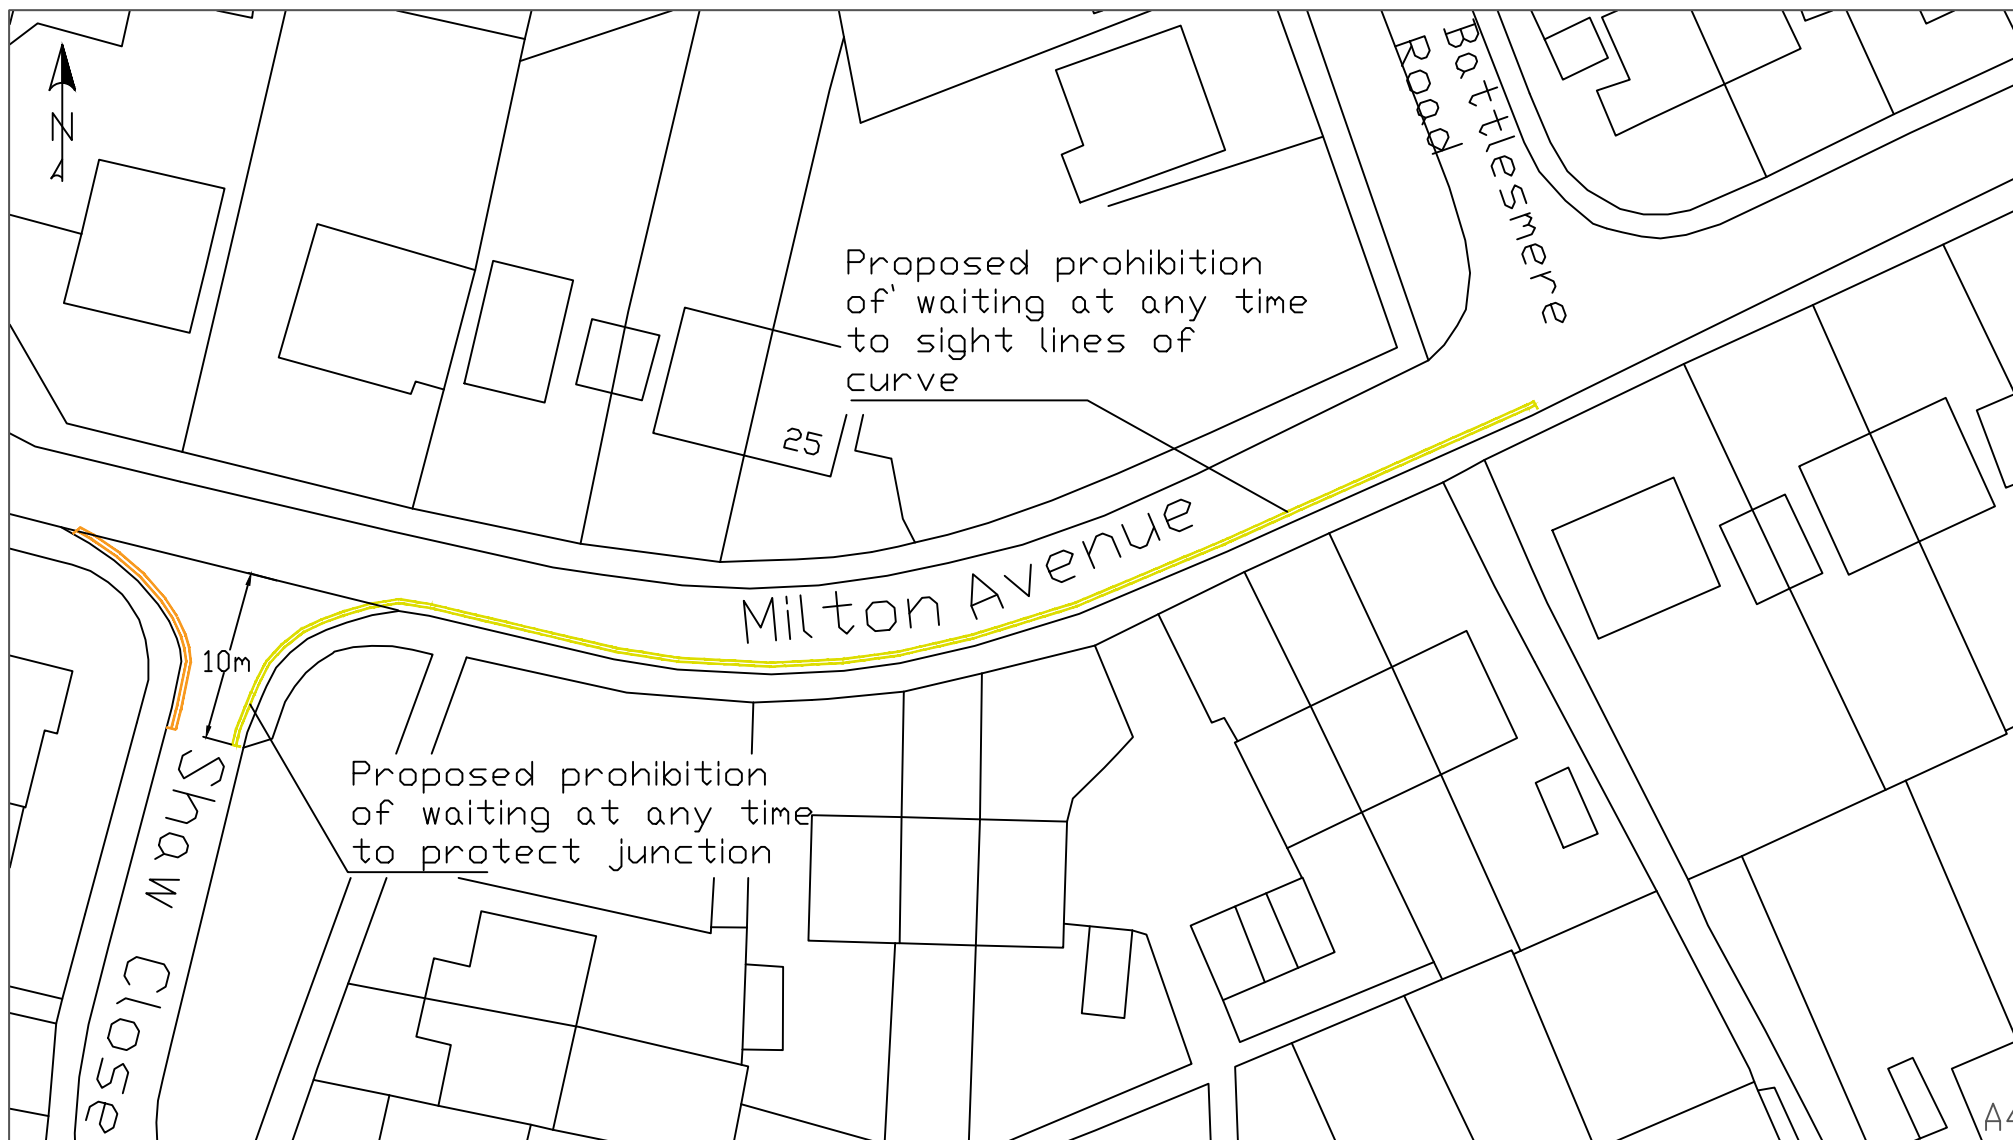 N
Battlesmere
Road
Proposed prohibition
of' waiting at any time
to sight lines of
curve
25
Milton Avenue
10m
Proposed prohibition
of waiting at any time
to protect junction
Shaw Close